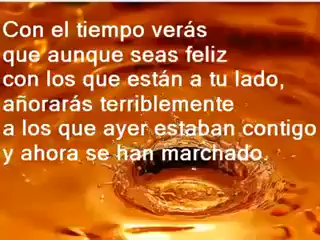 Con el tiempo verás
que aunque seas feliz
con los que están a tu lado,
añorarás terriblemente
a los que ayer estaban contigo
y ahora se han marchado.